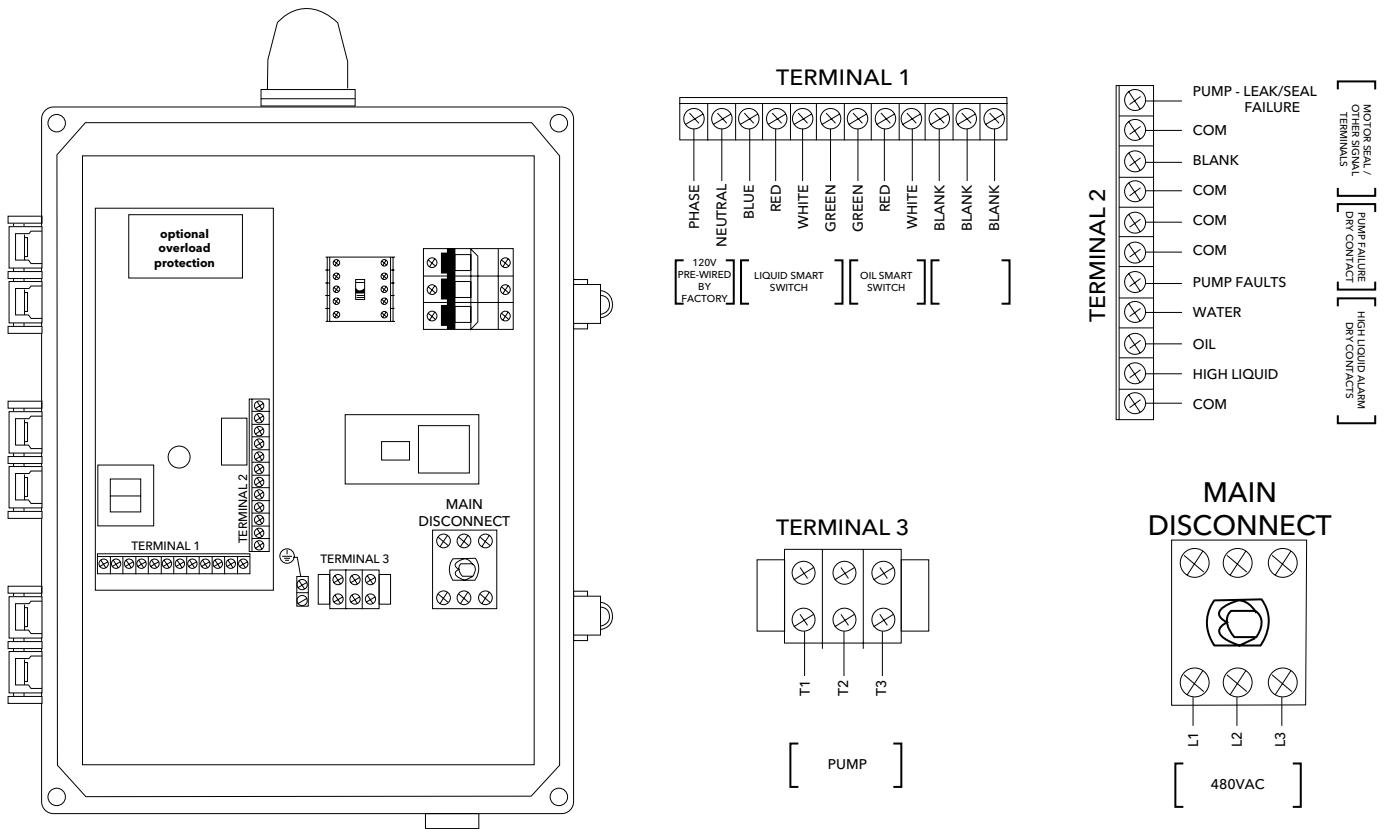 optional
overload
protection
TERMINAL 2
TERMINAL 1
TERMINAL 3
MAIN
DISCONNECT
TERMINAL 1
PHASE
NEUTRAL
BLUE
RED
WHITE
GREEN
GREEN
RED
WHITE
BLANK
BLANK
BLANK
120V
PRE-WIRED
BY
FACTORY
LIQUID SMART
SWITCH
OIL SMART
SWITCH
TERMINAL 2
PUMP - LEAK/SEAL
FAILURE
COM
BLANK
COM
COM
COM
PUMP FAULTS
WATER
OIL
HIGH LIQUID
COM
MOTOR SEAL /
OTHER SIGNAL
TERMINALS
PUMP FAILURE
DRY CONTACT
HIGH LIQUID ALARM
DRY CONTACTS
TERMINAL 3
T1
T2
T3
PUMP
MAIN
DISCONNECT
L1
L2
L3
480VAC